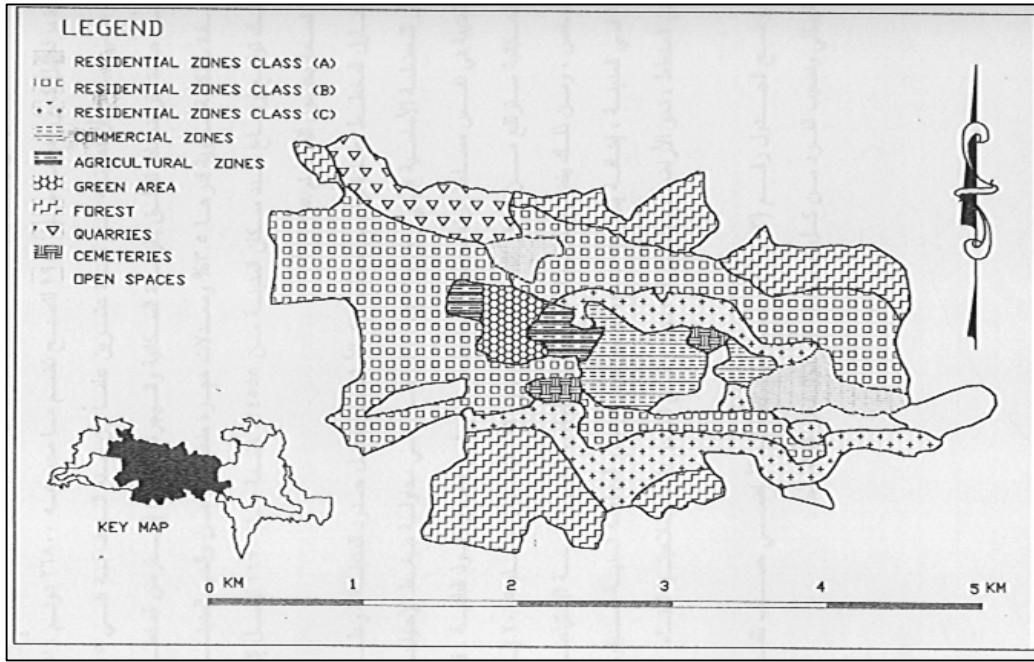 LEGEND
RESIDENTIAL ZONES CLASS (A)
RESIDENTIAL ZONES CLASS (B)
RESIDENTIAL ZONES CLASS (C)
COMMERCIAL ZONES
AGRICULTURAL ZONES
GREEN AREA
FOREST
QUARRIES
CEMETERIES
OPEN SPACES
KEY MAP
0 KM 1 2 3 4 5 KM